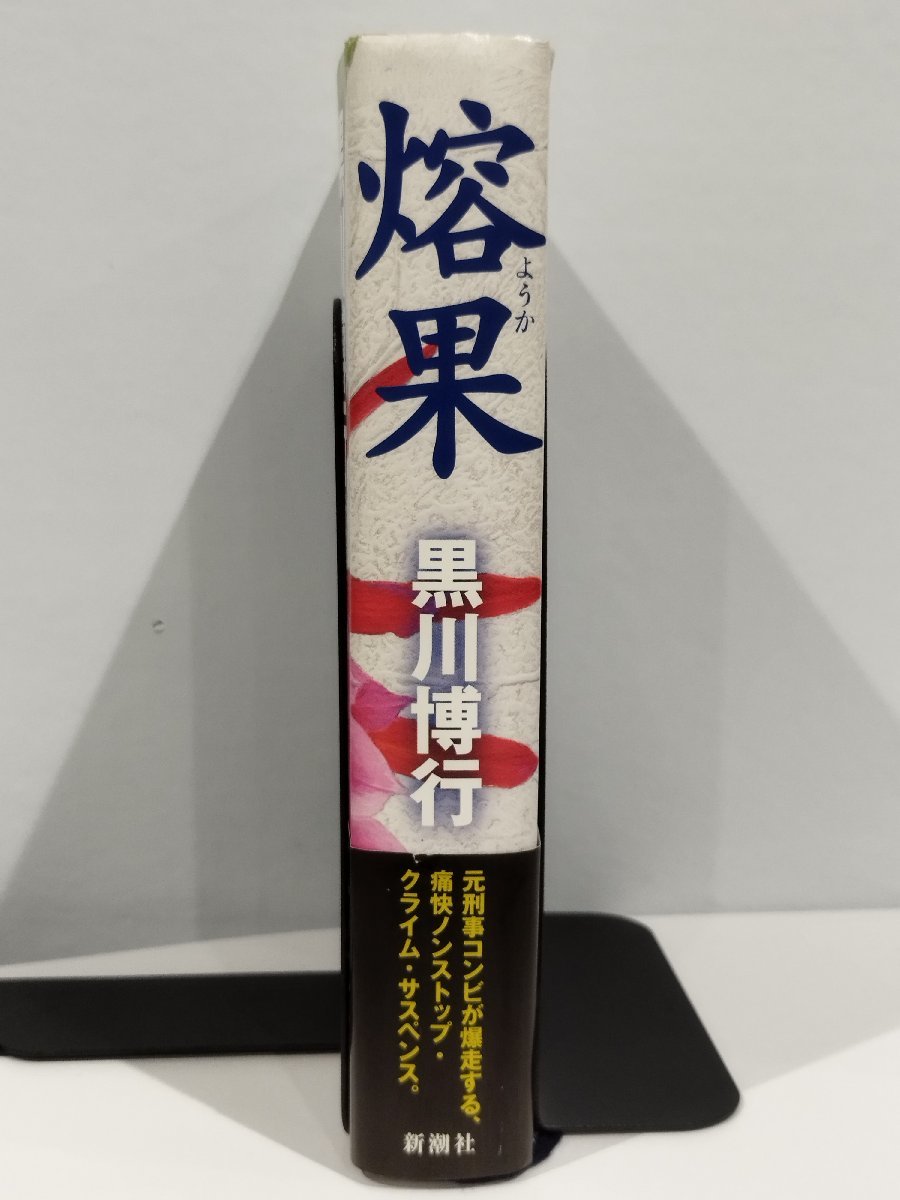 熔果
ようか
黒川博行
元刑事コンビが爆走する、
痛快ノンストップ・
クライム・サスペンス。
新潮社